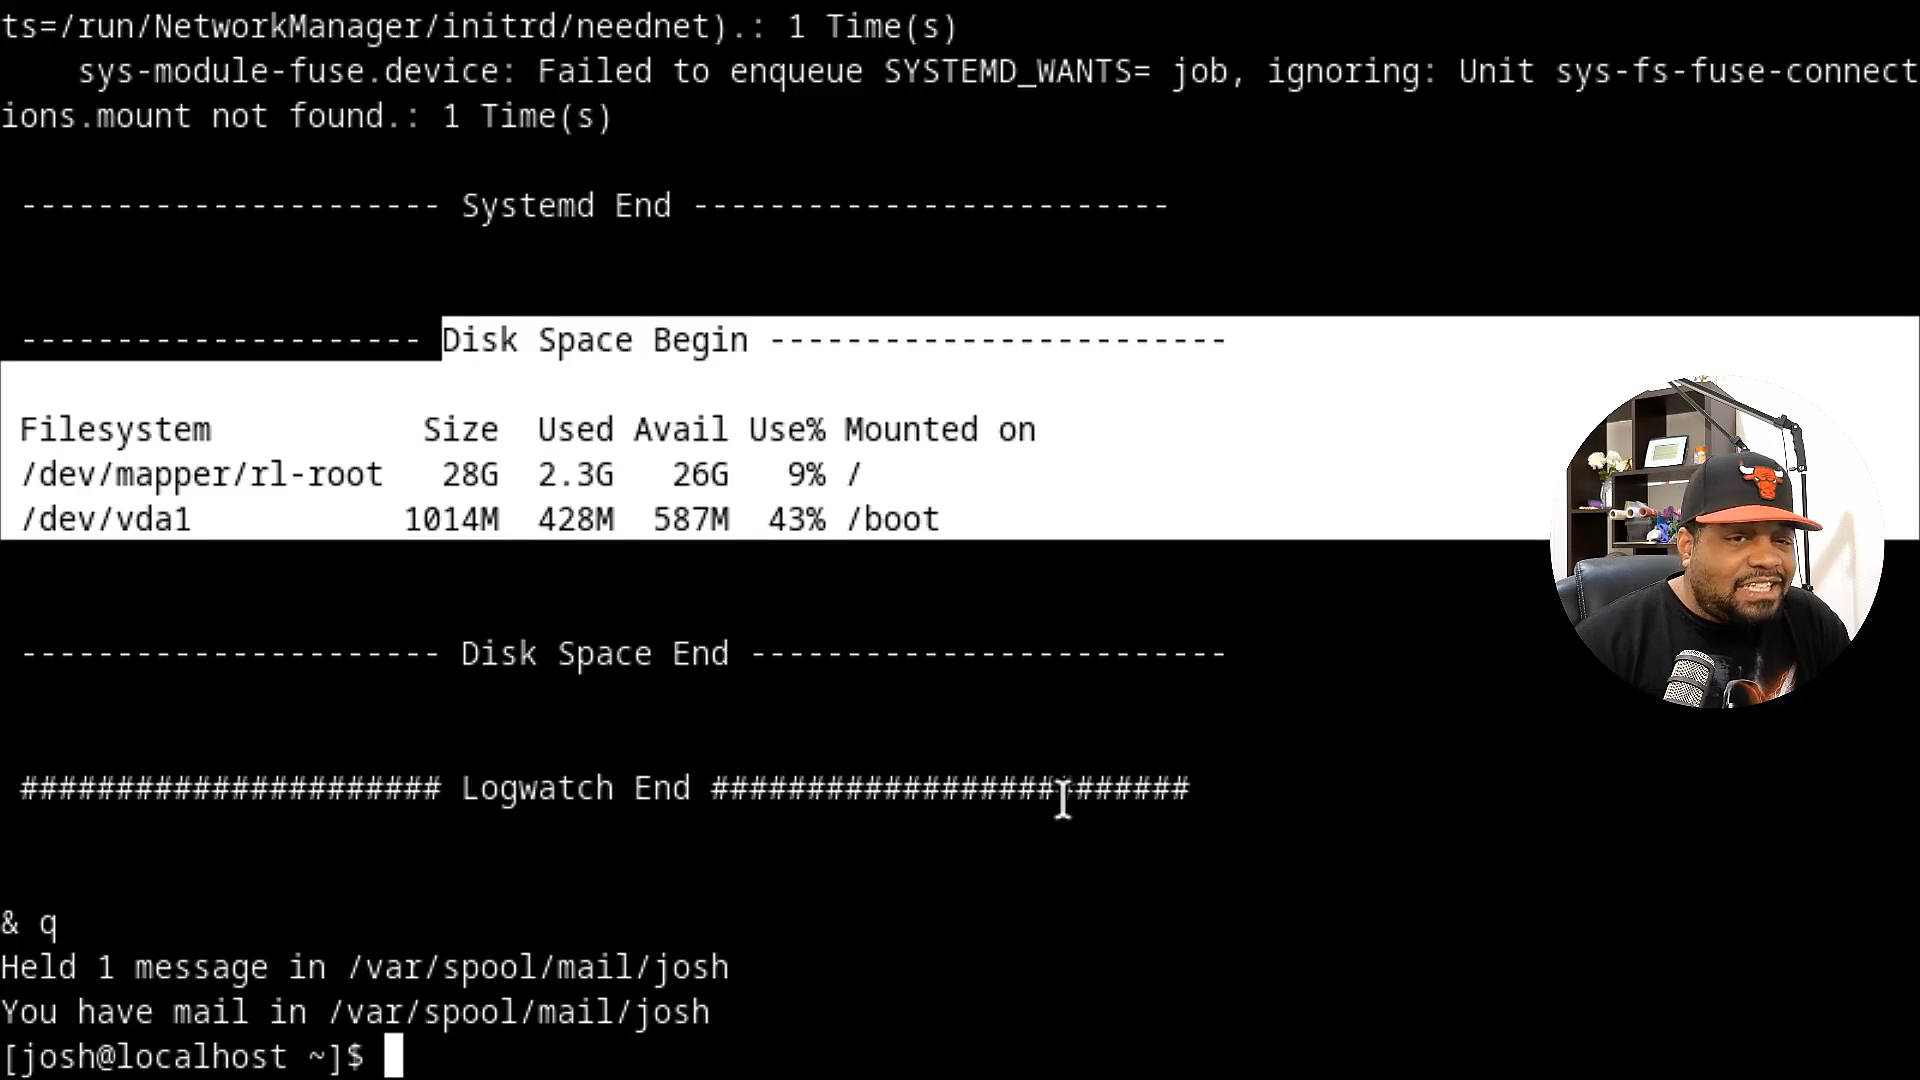 ts=/run/NetworkManager/initrd/neednet).: 1 Time(s)
    sys-module-fuse.device: Failed to enqueue SYSTEMD_WANTS= job, ignoring: Unit sys-fs-fuse-connect
ions.mount not found.: 1 Time(s)
---------------------- Systemd End -------------------------
--------------------- Disk Space Begin ------------------------
Filesystem           Size  Used Avail Use% Mounted on
/dev/mapper/rl-root   28G  2.3G   26G   9% /
/dev/vda1           1014M  428M  587M  43% /boot
---------------------- Disk Space End -------------------------
###################### Logwatch End #########################
& q
Held 1 message in /var/spool/mail/josh
You have mail in /var/spool/mail/josh
[josh@localhost ~]$